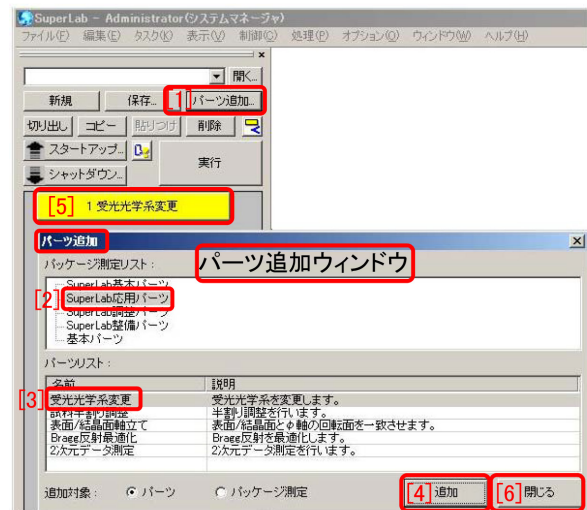 SuperLab - Administrator(システムマネージャ)
ファイル(F) 編集(E) タスク(K) 表示(V) 制御(C) 処理(P) オプション(O) ウィンドウ(W) ヘルプ(H)
開く...
新規 保存... [1] パーツ追加...
切り出し コピー 貼りつけ 削除
スタートアップ...
シャットダウン...
実行
[5] 1 受光光学系変更
パーツ追加
パーツ追加ウィンドウ
パッケージ測定リスト:
SuperLab基本パーツ
[2] SuperLab応用パーツ
SuperLab調整パーツ
SuperLab整備パーツ
基本パーツ
パーツリスト:
名前 説明
[3] 受光光学系変更 受光光学系を変更します。
試料半割り調整 半割り調整を行います。
表面/結晶面軸立て 表面/結晶面とφ軸の回転面を一致させます。
Bragg反射最適化 Bragg反射を最適化します。
2次元データ測定 2次元データ測定を行います。
追加対象: パーツ パッケージ測定 [4] 追加 [6] 閉じる